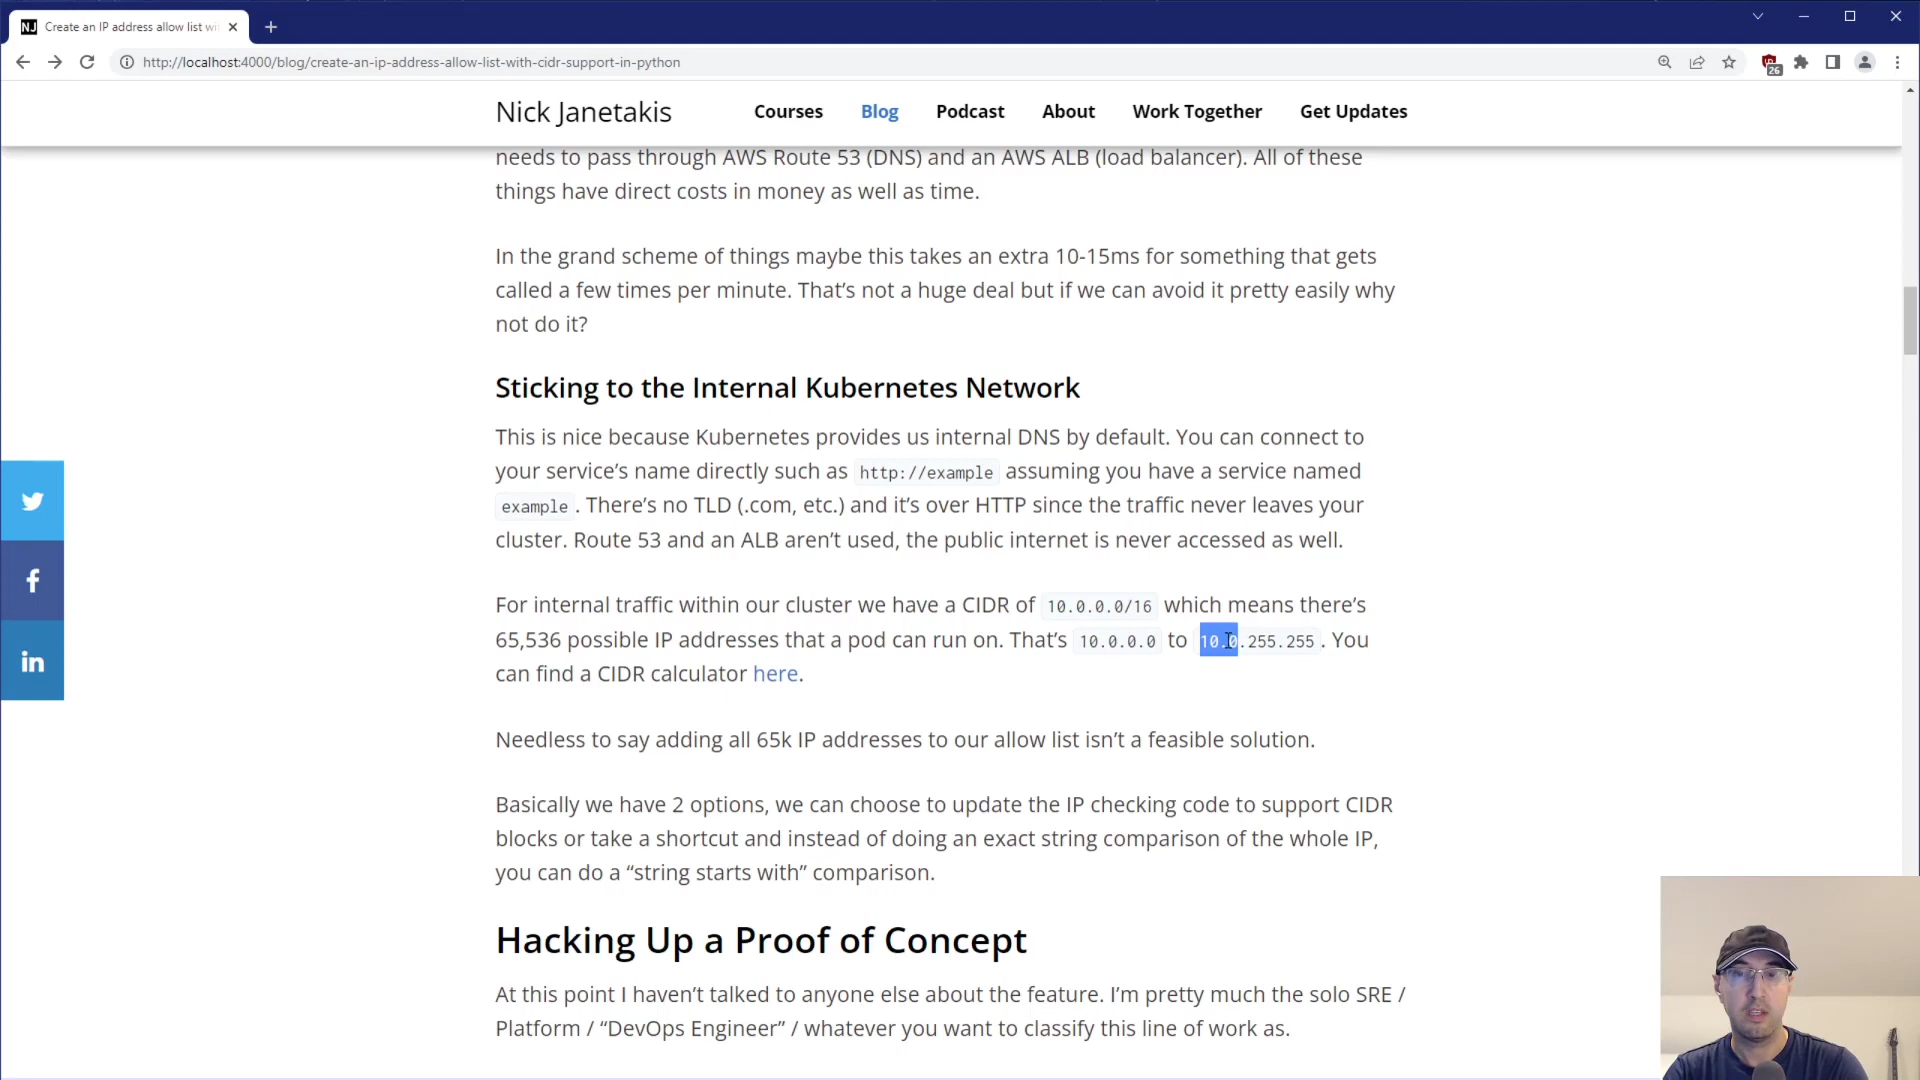 NJ Create an IP address allow list wi
http://localhost:4000/blog/create-an-ip-address-allow-list-with-cidr-support-in-python
26
Nick Janetakis
Courses Blog Podcast About Work Together Get Updates
needs to pass through AWS Route 53 (DNS) and an AWS ALB (load balancer). All of these
things have direct costs in money as well as time.
In the grand scheme of things maybe this takes an extra 10-15ms for something that gets
called a few times per minute. That’s not a huge deal but if we can avoid it pretty easily why
not do it?
Sticking to the Internal Kubernetes Network
This is nice because Kubernetes provides us internal DNS by default. You can connect to
your service’s name directly such as http://example assuming you have a service named
example. There’s no TLD (.com, etc.) and it’s over HTTP since the traffic never leaves your
cluster. Route 53 and an ALB aren’t used, the public internet is never accessed as well.
For internal traffic within our cluster we have a CIDR of 10.0.0.0/16 which means there’s
65,536 possible IP addresses that a pod can run on. That’s 10.0.0.0 to 10.0.255.255. You
can find a CIDR calculator here.
Needless to say adding all 65k IP addresses to our allow list isn’t a feasible solution.
Basically we have 2 options, we can choose to update the IP checking code to support CIDR
blocks or take a shortcut and instead of doing an exact string comparison of the whole IP,
you can do a “string starts with” comparison.
Hacking Up a Proof of Concept
At this point I haven’t talked to anyone else about the feature. I’m pretty much the solo SRE /
Platform / “DevOps Engineer” / whatever you want to classify this line of work as.